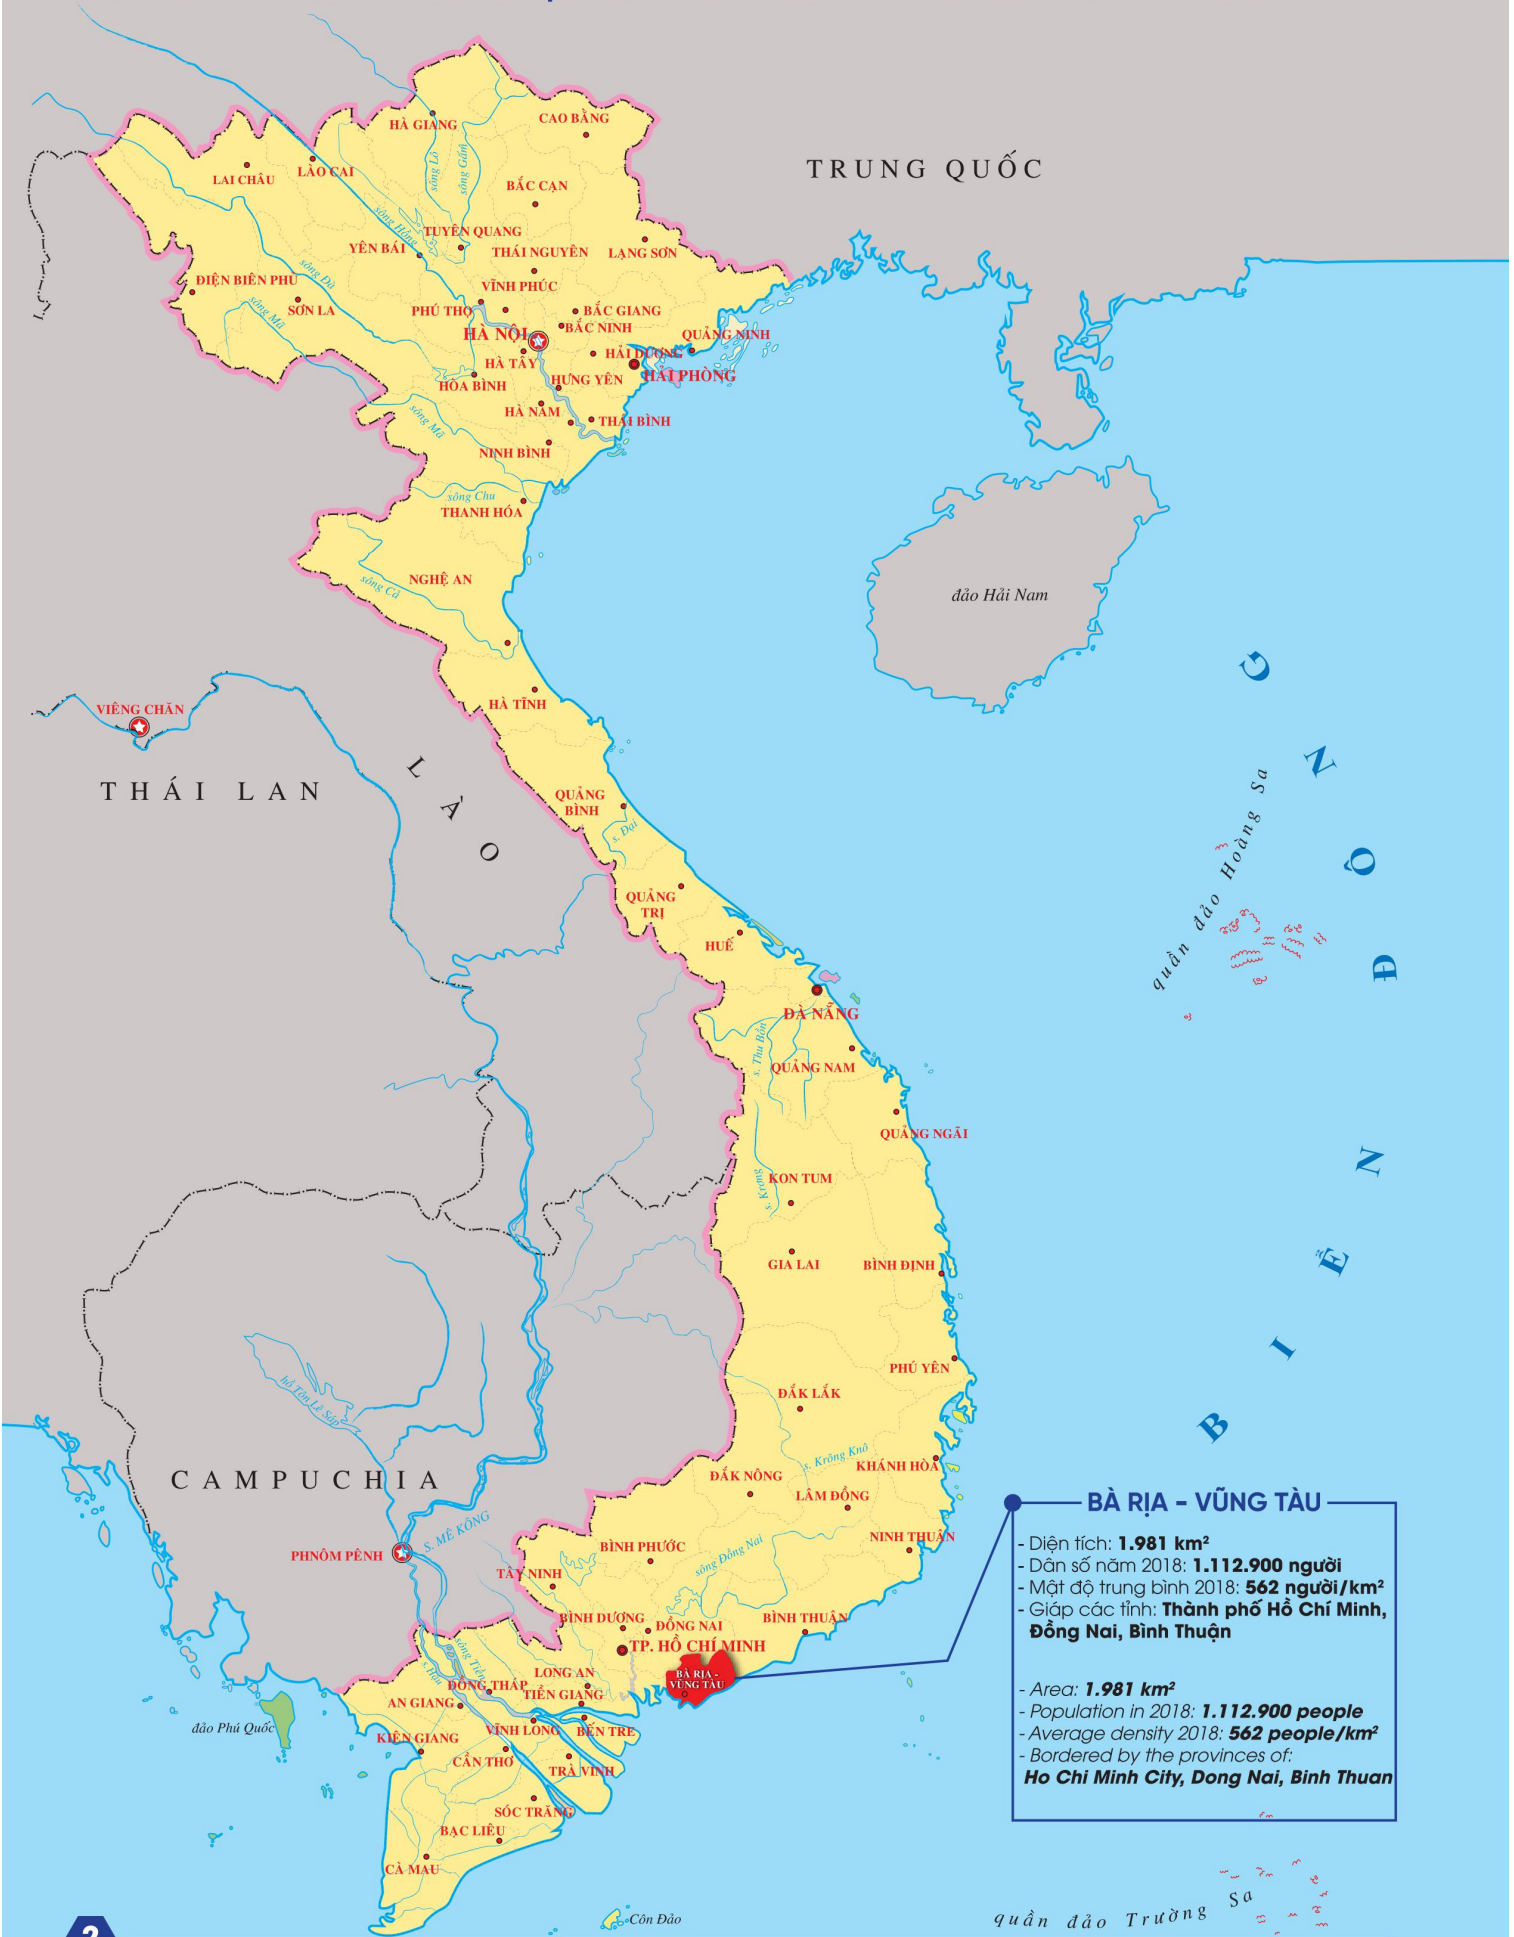 HÀ GIANG
CAO BẰNG
TRUNG QUỐC
LAI CHÂU
LÀO CAI
sông Lô
sông Gấm
BẮC CẠN
sông Hồng
TUYÊN QUANG
YÊN BÁI
THÁI NGUYÊN
LẠNG SƠN
ĐIỆN BIÊN PHỦ
sông Đà
SƠN LA
sông Mã
VĨNH PHÚC
PHÚ THỌ
BẮC GIANG
BẮC NINH
HÀ NỘI
QUẢNG NINH
HẢI DƯƠNG
HÀ TÂY
HẢI PHÒNG
HƯNG YÊN
HÒA BÌNH
HÀ NAM
sông Mã
THÁI BÌNH
NINH BÌNH
sông Chu
THANH HÓA
NGHỆ AN
sông Cả
đảo Hải Nam
HÀ TĨNH
VIÊNG CHĂN
THÁI LAN
LÀO
QUẢNG
BÌNH
s. Đại
quần đảo Hoàng Sa
QUẢNG
TRỊ
HUẾ
ĐÀ NẴNG
s. Thu Bồn
QUẢNG NAM
QUẢNG NGÃI
BIỂN ĐÔNG
KON TUM
s. Krông
GIA LAI
BÌNH ĐỊNH
PHÚ YÊN
hồ Tôn Lê Sáp
ĐẮK LẮK
s. Krông Knô
KHÁNH HÒA
CAMPUCHIA
ĐẮK NÔNG
LÂM ĐỒNG
S. MÊ KÔNG
NINH THUẬN
BÌNH PHƯỚC
sông Đồng Nai
PHNÔM PÊNH
TÂY NINH
BÌNH DƯƠNG
ĐỒNG NAI
BÌNH THUẬN
TP. HỒ CHÍ MINH
sông Tiền
s. Hậu
LONG AN
BÀ RỊA -
VŨNG TÀU
ĐỒNG THÁP
TIỀN GIANG
AN GIANG
đảo Phú Quốc
VĨNH LONG
BẾN TRE
KIÊN GIANG
CẦN THƠ
TRÀ VINH
SÓC TRĂNG
BẠC LIÊU
CÀ MAU
Côn Đảo
quần đảo Trường Sa
BÀ RỊA - VŨNG TÀU
- Diện tích: 1.981 km²
- Dân số năm 2018: 1.112.900 người
- Mật độ trung bình 2018: 562 người/km²
- Giáp các tỉnh: Thành phố Hồ Chí Minh,
Đồng Nai, Bình Thuận
- Area: 1.981 km²
- Population in 2018: 1.112.900 people
- Average density 2018: 562 people/km²
- Bordered by the provinces of:
Ho Chi Minh City, Dong Nai, Binh Thuan